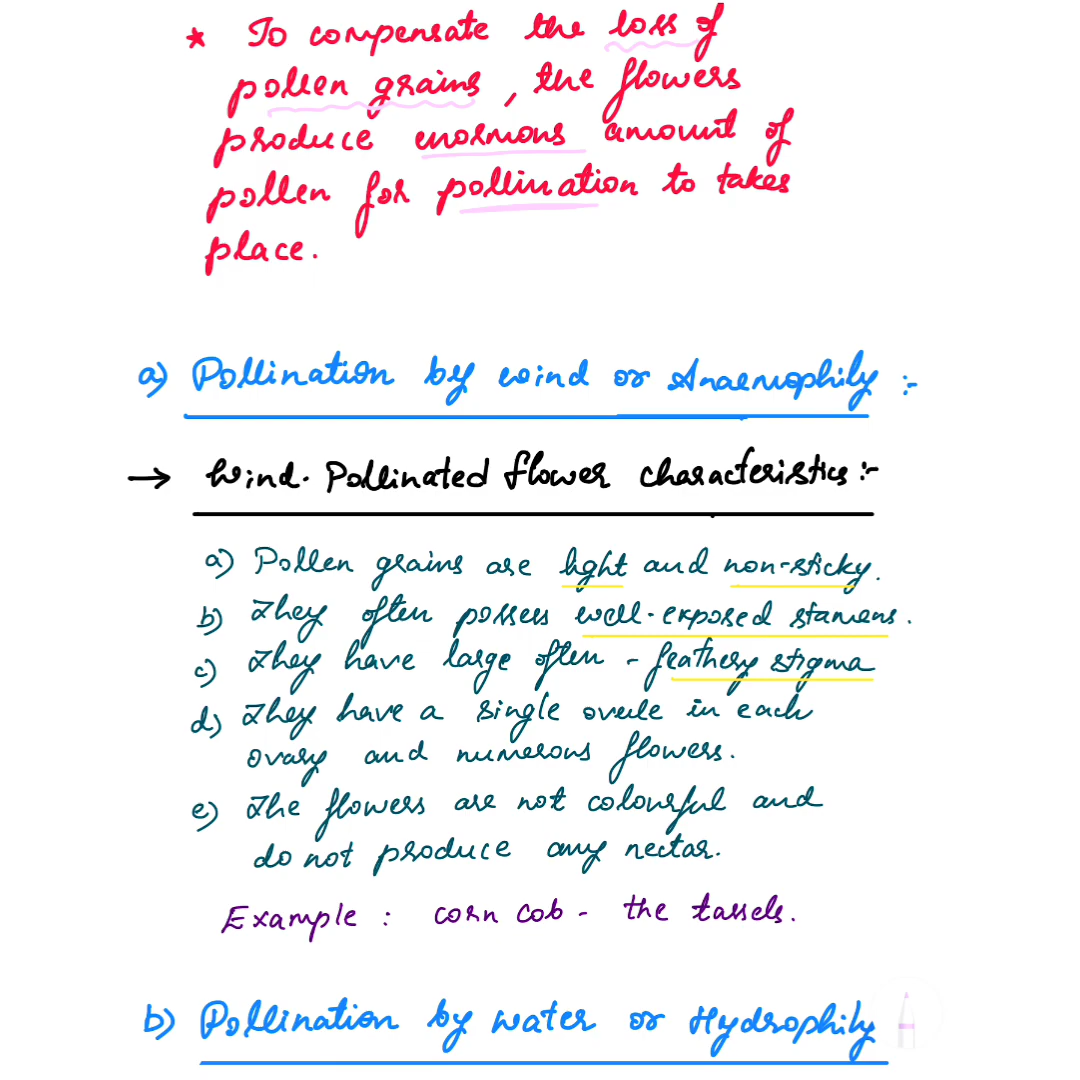 * To compensate the loss of
pollen grains, the flowers
produce enormous amount of
pollen for pollination to takes
place.
a) Pollination by wind or Anaemophily :-
→ Wind. Pollinated flower characteristics :-
a) Pollen grains are light and non-sticky.
b) They often possess well-exposed stamens.
c) They have large often - feathery stigma
d) They have a single ovule in each
ovary and numerous flowers.
e) The flowers are not colourful and
do not produce any nectar.
Example : corn cob - the tassels.
b) Pollination by water or Hydrophily